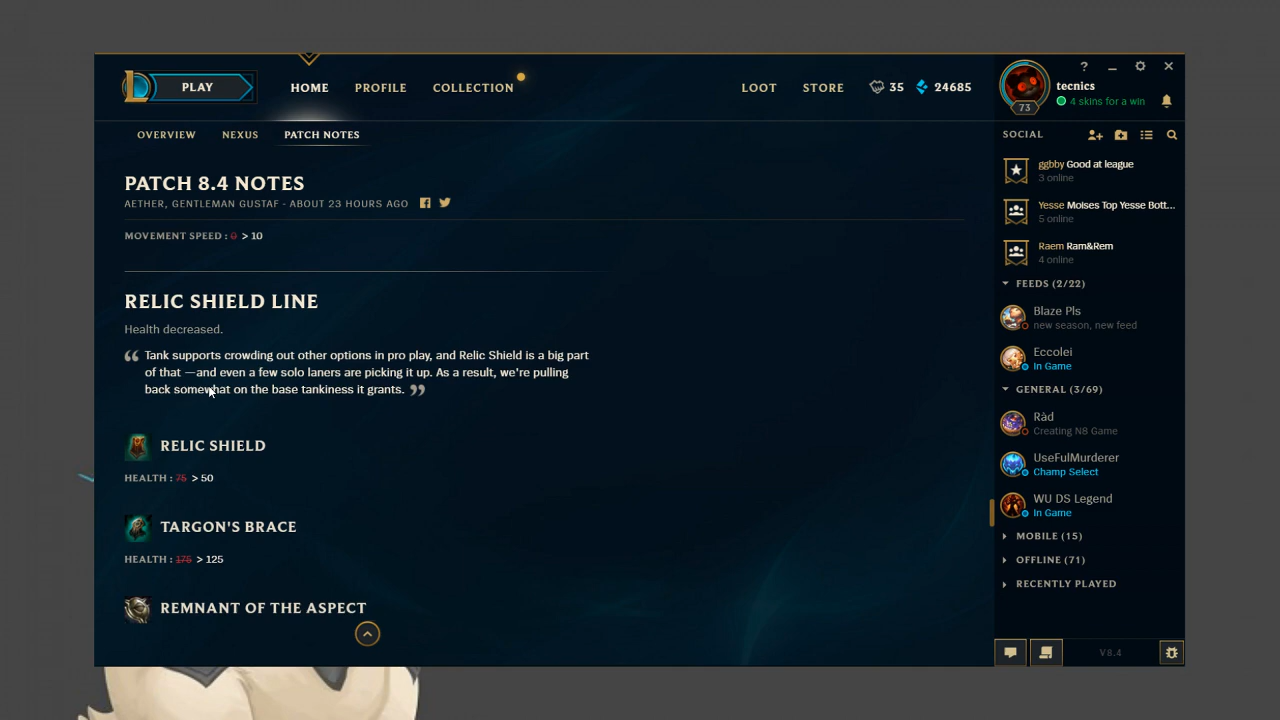 PLAY
HOME
PROFILE
COLLECTION
LOOT
STORE
35
24685
?
73
tecnics
4 skins for a win
OVERVIEW
NEXUS
PATCH NOTES
PATCH 8.4 NOTES
AETHER, GENTLEMAN GUSTAF - ABOUT 23 HOURS AGO
MOVEMENT SPEED : 0 > 10
RELIC SHIELD LINE
Health decreased.
“ Tank supports crowding out other options in pro play, and Relic Shield is a big part
of that —and even a few solo laners are picking it up. As a result, we're pulling
back somewhat on the base tankiness it grants. ”
RELIC SHIELD
HEALTH : 75 > 50
TARGON'S BRACE
HEALTH : 175 > 125
REMNANT OF THE ASPECT
SOCIAL
ggbby Good at league
3 online
Yesse Moises Top Yesse Bott...
5 online
Raem Ram&Rem
4 online
FEEDS (2/22)
Blaze Pls
new season, new feed
Eccolei
In Game
GENERAL (3/69)
Ràd
Creating N8 Game
UseFulMurderer
Champ Select
WU DS Legend
In Game
MOBILE (15)
OFFLINE (71)
RECENTLY PLAYED
V8.4